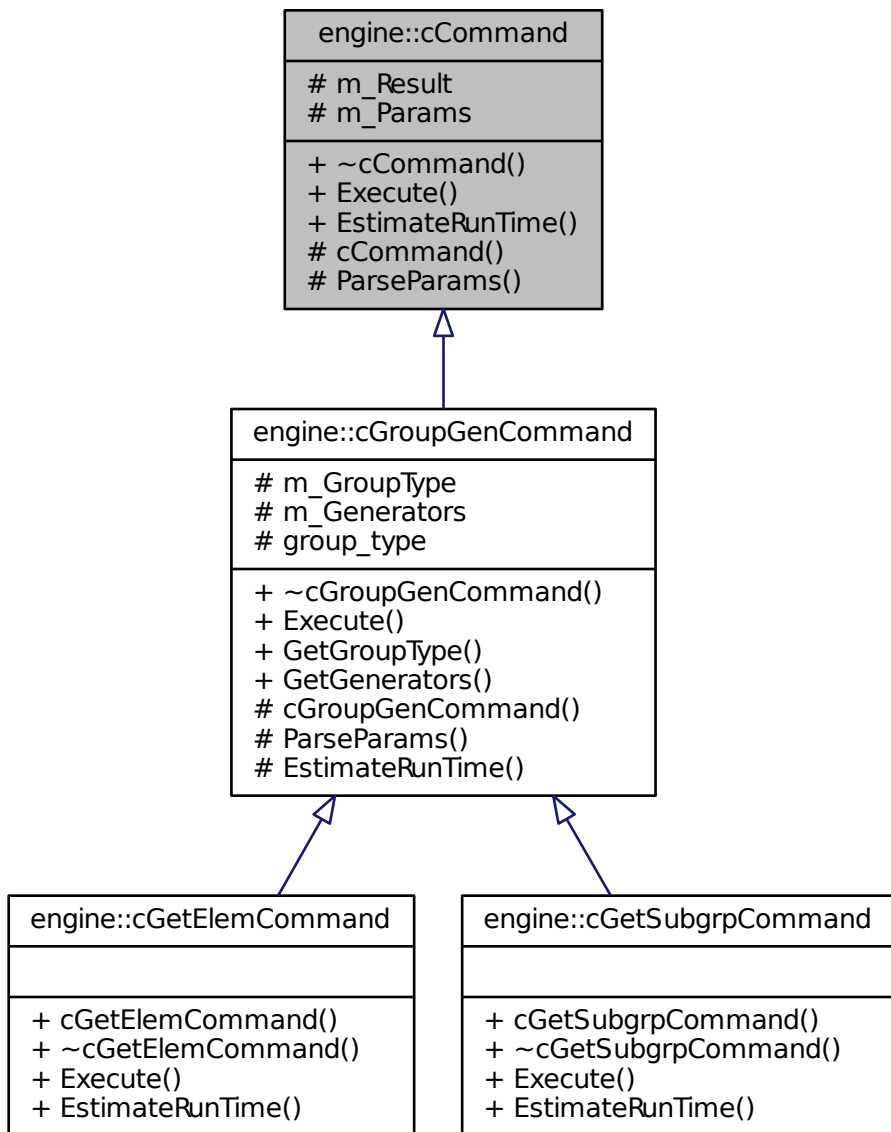 engine::cCommand
# m_Result
# m_Params
+ ~cCommand()
+ Execute()
+ EstimateRunTime()
# cCommand()
# ParseParams()
engine::cGroupGenCommand
# m_GroupType
# m_Generators
# group_type
+ ~cGroupGenCommand()
+ Execute()
+ GetGroupType()
+ GetGenerators()
# cGroupGenCommand()
# ParseParams()
# EstimateRunTime()
engine::cGetElemCommand
+ cGetElemCommand()
+ ~cGetElemCommand()
+ Execute()
+ EstimateRunTime()
engine::cGetSubgrpCommand
+ cGetSubgrpCommand()
+ ~cGetSubgrpCommand()
+ Execute()
+ EstimateRunTime()